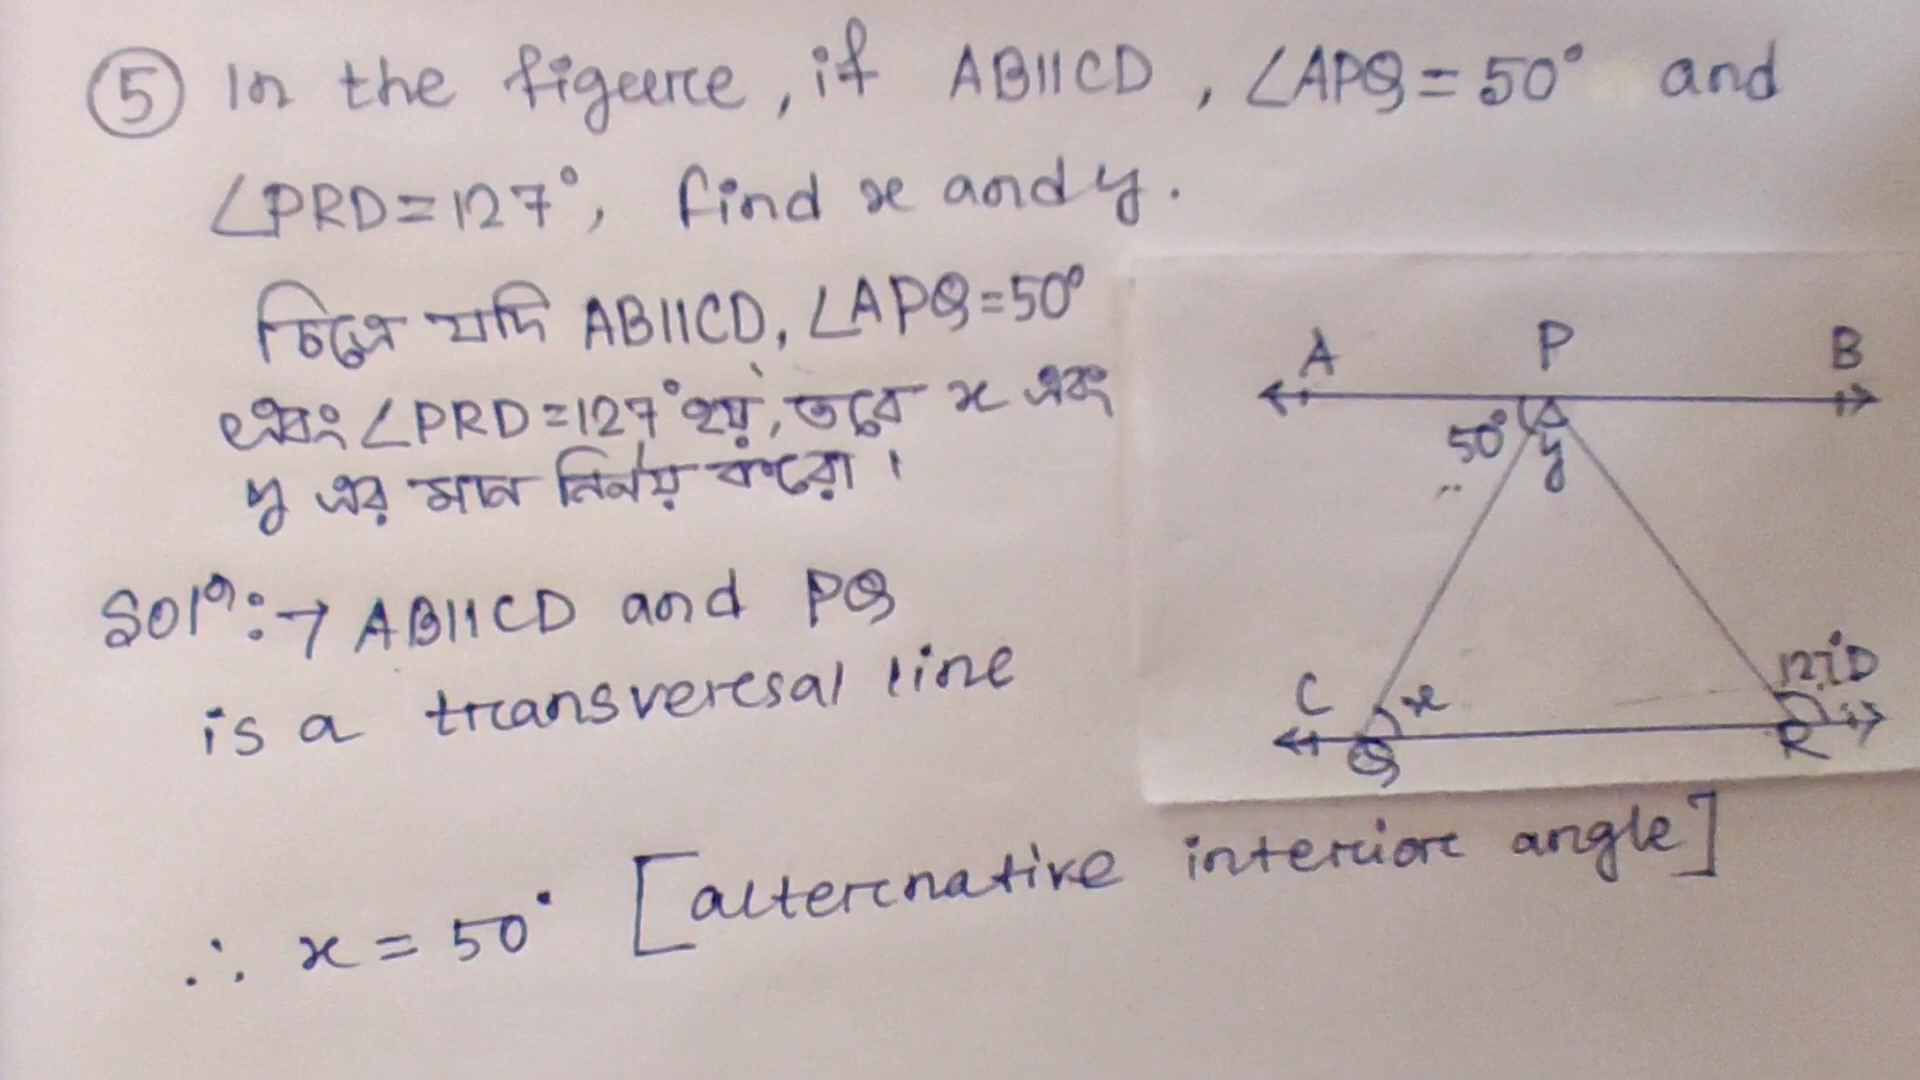 5 In the figure, if AB||CD, ∠APQ=50° and
∠PRD=127°, find x and y.
চিত্রে যদি AB||CD, ∠APQ=50°
এবং ∠PRD=127° হয়, তবে x এবং
y এর মান নির্ণয় করো।
Solⁿ:→ AB||CD and PQ
is a transversal line
∴ x = 50° [alternative interior angle]
A P B
50° y
C x 127° D
Q R